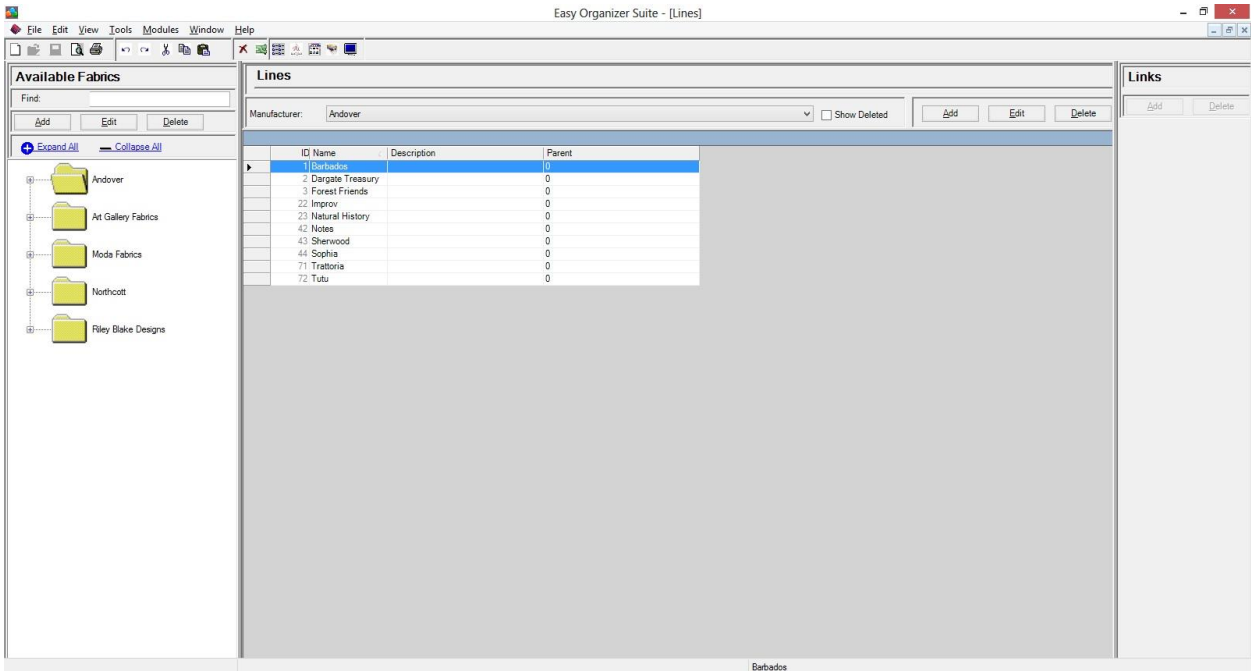 Easy Organizer Suite - [Lines]
File Edit View Tools Modules Window Help
Available Fabrics
Find:
Add Edit Delete
Expand All Collapse All
Andover
Art Gallery Fabrics
Moda Fabrics
Northcott
Riley Blake Designs
Lines
Manufacturer: Andover Show Deleted Add Edit Delete
ID Name Description Parent
1 Barbados 0
2 Dargate Treasury 0
3 Forest Friends 0
22 Improv 0
23 Natural History 0
42 Notes 0
43 Sherwood 0
44 Sophia 0
71 Trattoria 0
72 Tutu 0
Links
Add Delete
Barbados